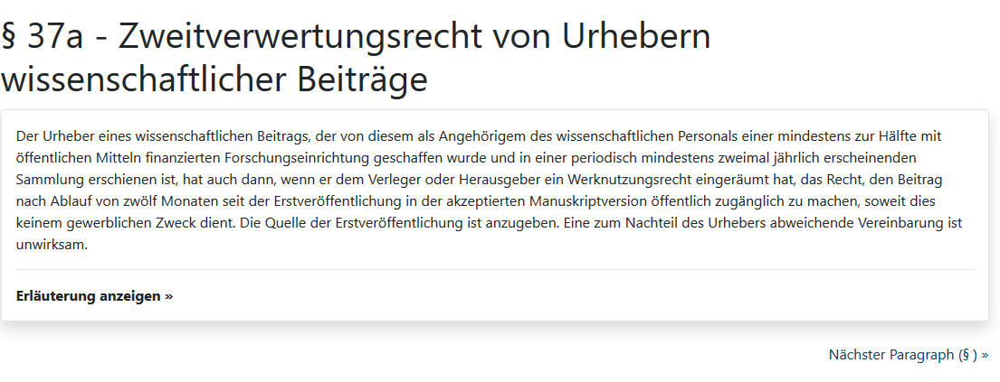 § 37a - Zweitverwertungsrecht von Urhebern
wissenschaftlicher Beiträge
Der Urheber eines wissenschaftlichen Beitrags, der von diesem als Angehörigem des wissenschaftlichen Personals einer mindestens zur Hälfte mit
öffentlichen Mitteln finanzierten Forschungseinrichtung geschaffen wurde und in einer periodisch mindestens zweimal jährlich erscheinenden
Sammlung erschienen ist, hat auch dann, wenn er dem Verleger oder Herausgeber ein Werknutzungsrecht eingeräumt hat, das Recht, den Beitrag
nach Ablauf von zwölf Monaten seit der Erstveröffentlichung in der akzeptierten Manuskriptversion öffentlich zugänglich zu machen, soweit dies
keinem gewerblichen Zweck dient. Die Quelle der Erstveröffentlichung ist anzugeben. Eine zum Nachteil des Urhebers abweichende Vereinbarung ist
unwirksam.
Erläuterung anzeigen »
Nächster Paragraph (§ ) »